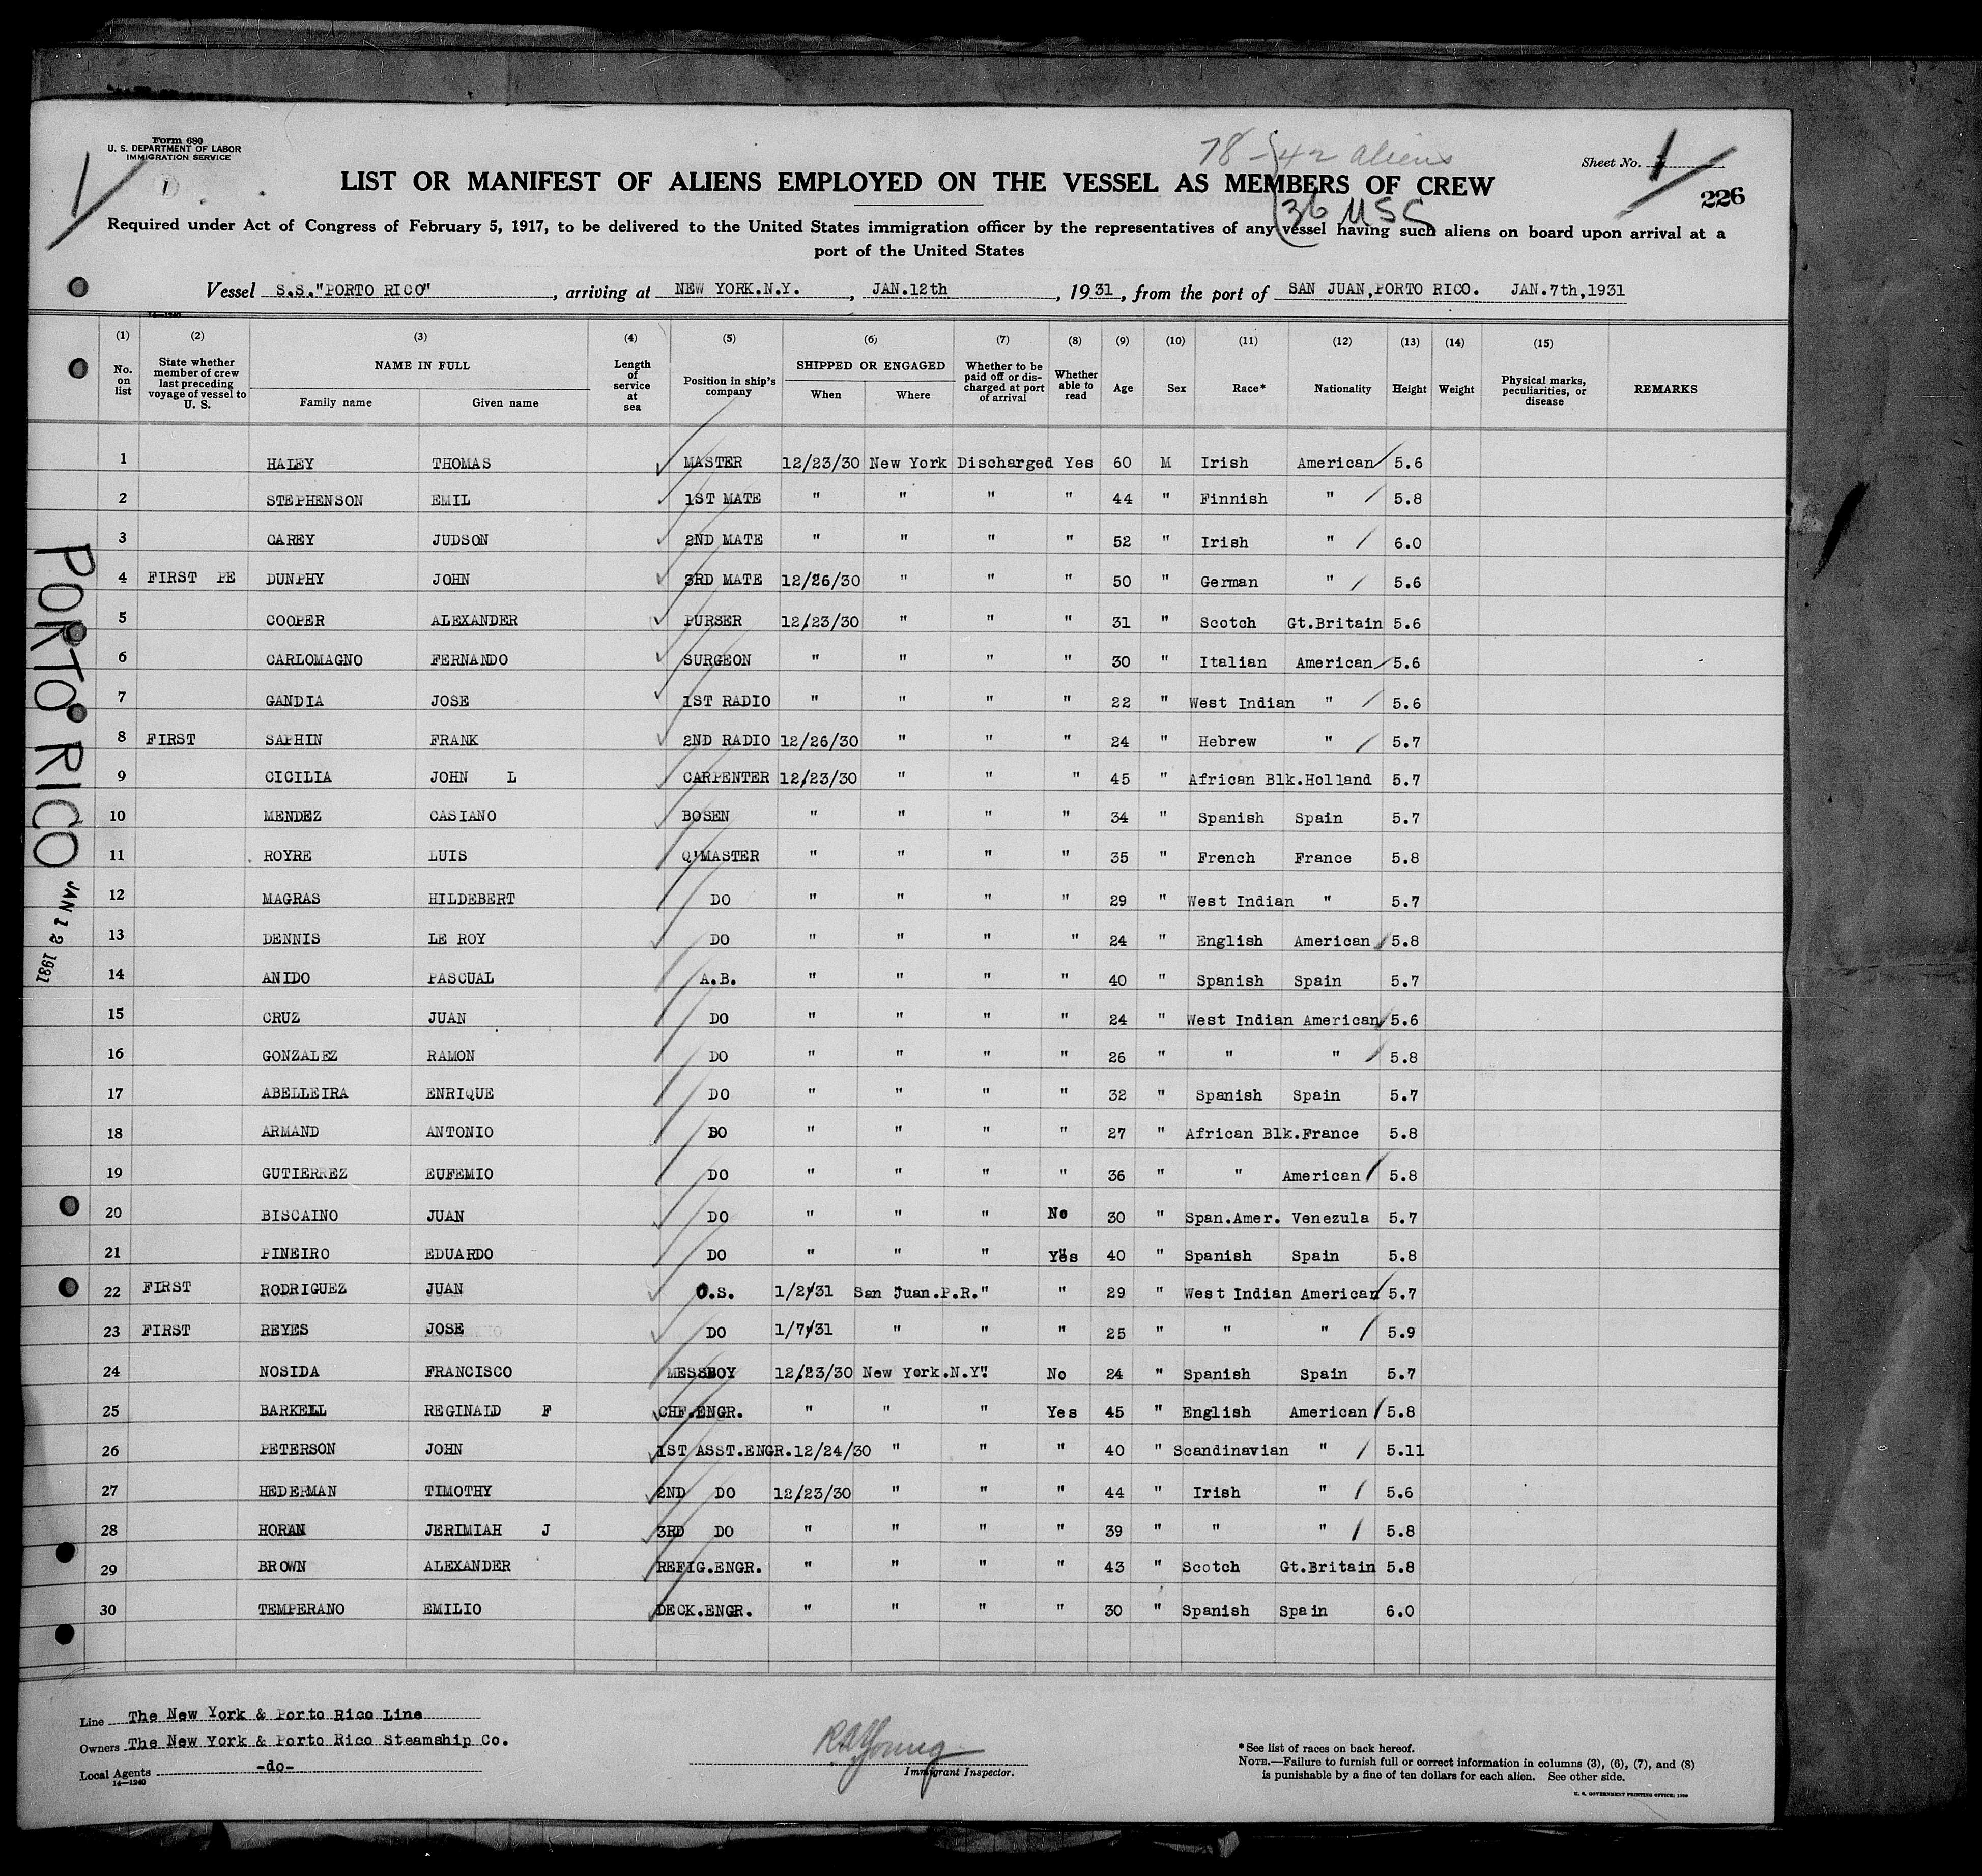 Form 680
U. S. DEPARTMENT OF LABOR
IMMIGRATION SERVICE
1
78 - 42 aliens
36 USC
Sheet No. 1
226
LIST OR MANIFEST OF ALIENS EMPLOYED ON THE VESSEL AS MEMBERS OF CREW
Required under Act of Congress of February 5, 1917, to be delivered to the United States immigration officer by the representatives of any vessel having such aliens on board upon arrival at a
port of the United States
Vessel S.S."PORTO RICO", arriving at NEW YORK.N.Y., JAN.12th, 1931, from the port of SAN JUAN,PORTO RICO. JAN.7th,1931
14—1240
(1) (2) (3) (4) (5) (6) (7) (8) (9) (10) (11) (12) (13) (14) (15)
No. on list State whether member of crew last preceding voyage of vessel to U. S. NAME IN FULL Family name Given name Length of service at sea Position in ship's company SHIPPED OR ENGAGED When Where Whether to be paid off or discharged at port of arrival Whether able to read Age Sex Race* Nationality Height Weight Physical marks, peculiarities, or disease REMARKS
1 HALEY THOMAS MASTER 12/23/30 New York Discharged Yes 60 M Irish American 5.6
2 STEPHENSON EMIL 1ST MATE " " " " 44 " Finnish " 5.8
3 CAREY JUDSON 2ND MATE " " " " 52 " Irish " 6.0
4 FIRST PE DUNPHY JOHN 3RD MATE 12/26/30 " " " 50 " German " 5.6
5 COOPER ALEXANDER PURSER 12/23/30 " " " 31 " Scotch Gt.Britain 5.6
6 CARLOMAGNO FERNANDO SURGEON " " " " 30 " Italian American 5.6
7 GANDIA JOSE 1ST RADIO " " " " 22 " West Indian " 5.6
8 FIRST SAPHIN FRANK 2ND RADIO 12/26/30 " " " 24 " Hebrew " 5.7
9 CICILIA JOHN L CARPENTER 12/23/30 " " " 45 " African Blk.Holland 5.7
10 MENDEZ CASIANO BOSEN " " " " 34 " Spanish Spain 5.7
11 ROYRE LUIS Q'MASTER " " " " 35 " French France 5.8
12 MAGRAS HILDEBERT DO " " " " 29 " West Indian " 5.7
13 DENNIS LE ROY DO " " " " 24 " English American 5.8
14 ANIDO PASCUAL A.B. " " " " 40 " Spanish Spain 5.7
15 CRUZ JUAN DO " " " " 24 " West Indian American 5.6
16 GONZALEZ RAMON DO " " " " 26 " " " 5.8
17 ABELLEIRA ENRIQUE DO " " " " 32 " Spanish Spain 5.7
18 ARMAND ANTONIO DO " " " " 27 " African Blk.France 5.8
19 GUTIERREZ EUFEMIO DO " " " " 36 " " American 5.8
20 BISCAINO JUAN DO " " " No 30 " Span.Amer. Venezula 5.7
21 PINEIRO EDUARDO DO " " " Yes 40 " Spanish Spain 5.8
22 FIRST RODRIGUEZ JUAN O.S. 1/2/31 San Juan.P.R. " " 29 " West Indian American 5.7
23 FIRST REYES JOSE DO 1/7/31 " " " 25 " " " 5.9
24 NOSIDA FRANCISCO MESSBOY 12/23/30 New York.N.Y. " No 24 " Spanish Spain 5.7
25 BARKELL REGINALD F CHF.ENGR. " " " Yes 45 " English American 5.8
26 PETERSON JOHN 1ST ASST.ENGR. 12/24/30 " " " 40 " Scandinavian " 5.11
27 HEDERMAN TIMOTHY 2ND DO 12/23/30 " " " 44 " Irish " 5.6
28 HORAN JERIMIAH J 3RD DO " " " " 39 " " " 5.8
29 BROWN ALEXANDER REFIG.ENGR. " " " " 43 " Scotch Gt.Britain 5.8
30 TEMPERANO EMILIO DECK.ENGR. " " " " 30 " Spanish Spain 6.0
PORTO RICO
JAN 12 1931
Line The New York & Porto Rico Line
Owners The New York & Porto Rico Steamship Co.
Local Agents -do-
14—1240
RAYoung
Immigrant Inspector.
*See list of races on back hereof.
NOTE.—Failure to furnish full or correct information in columns (3), (6), (7), and (8)
is punishable by a fine of ten dollars for each alien. See other side.